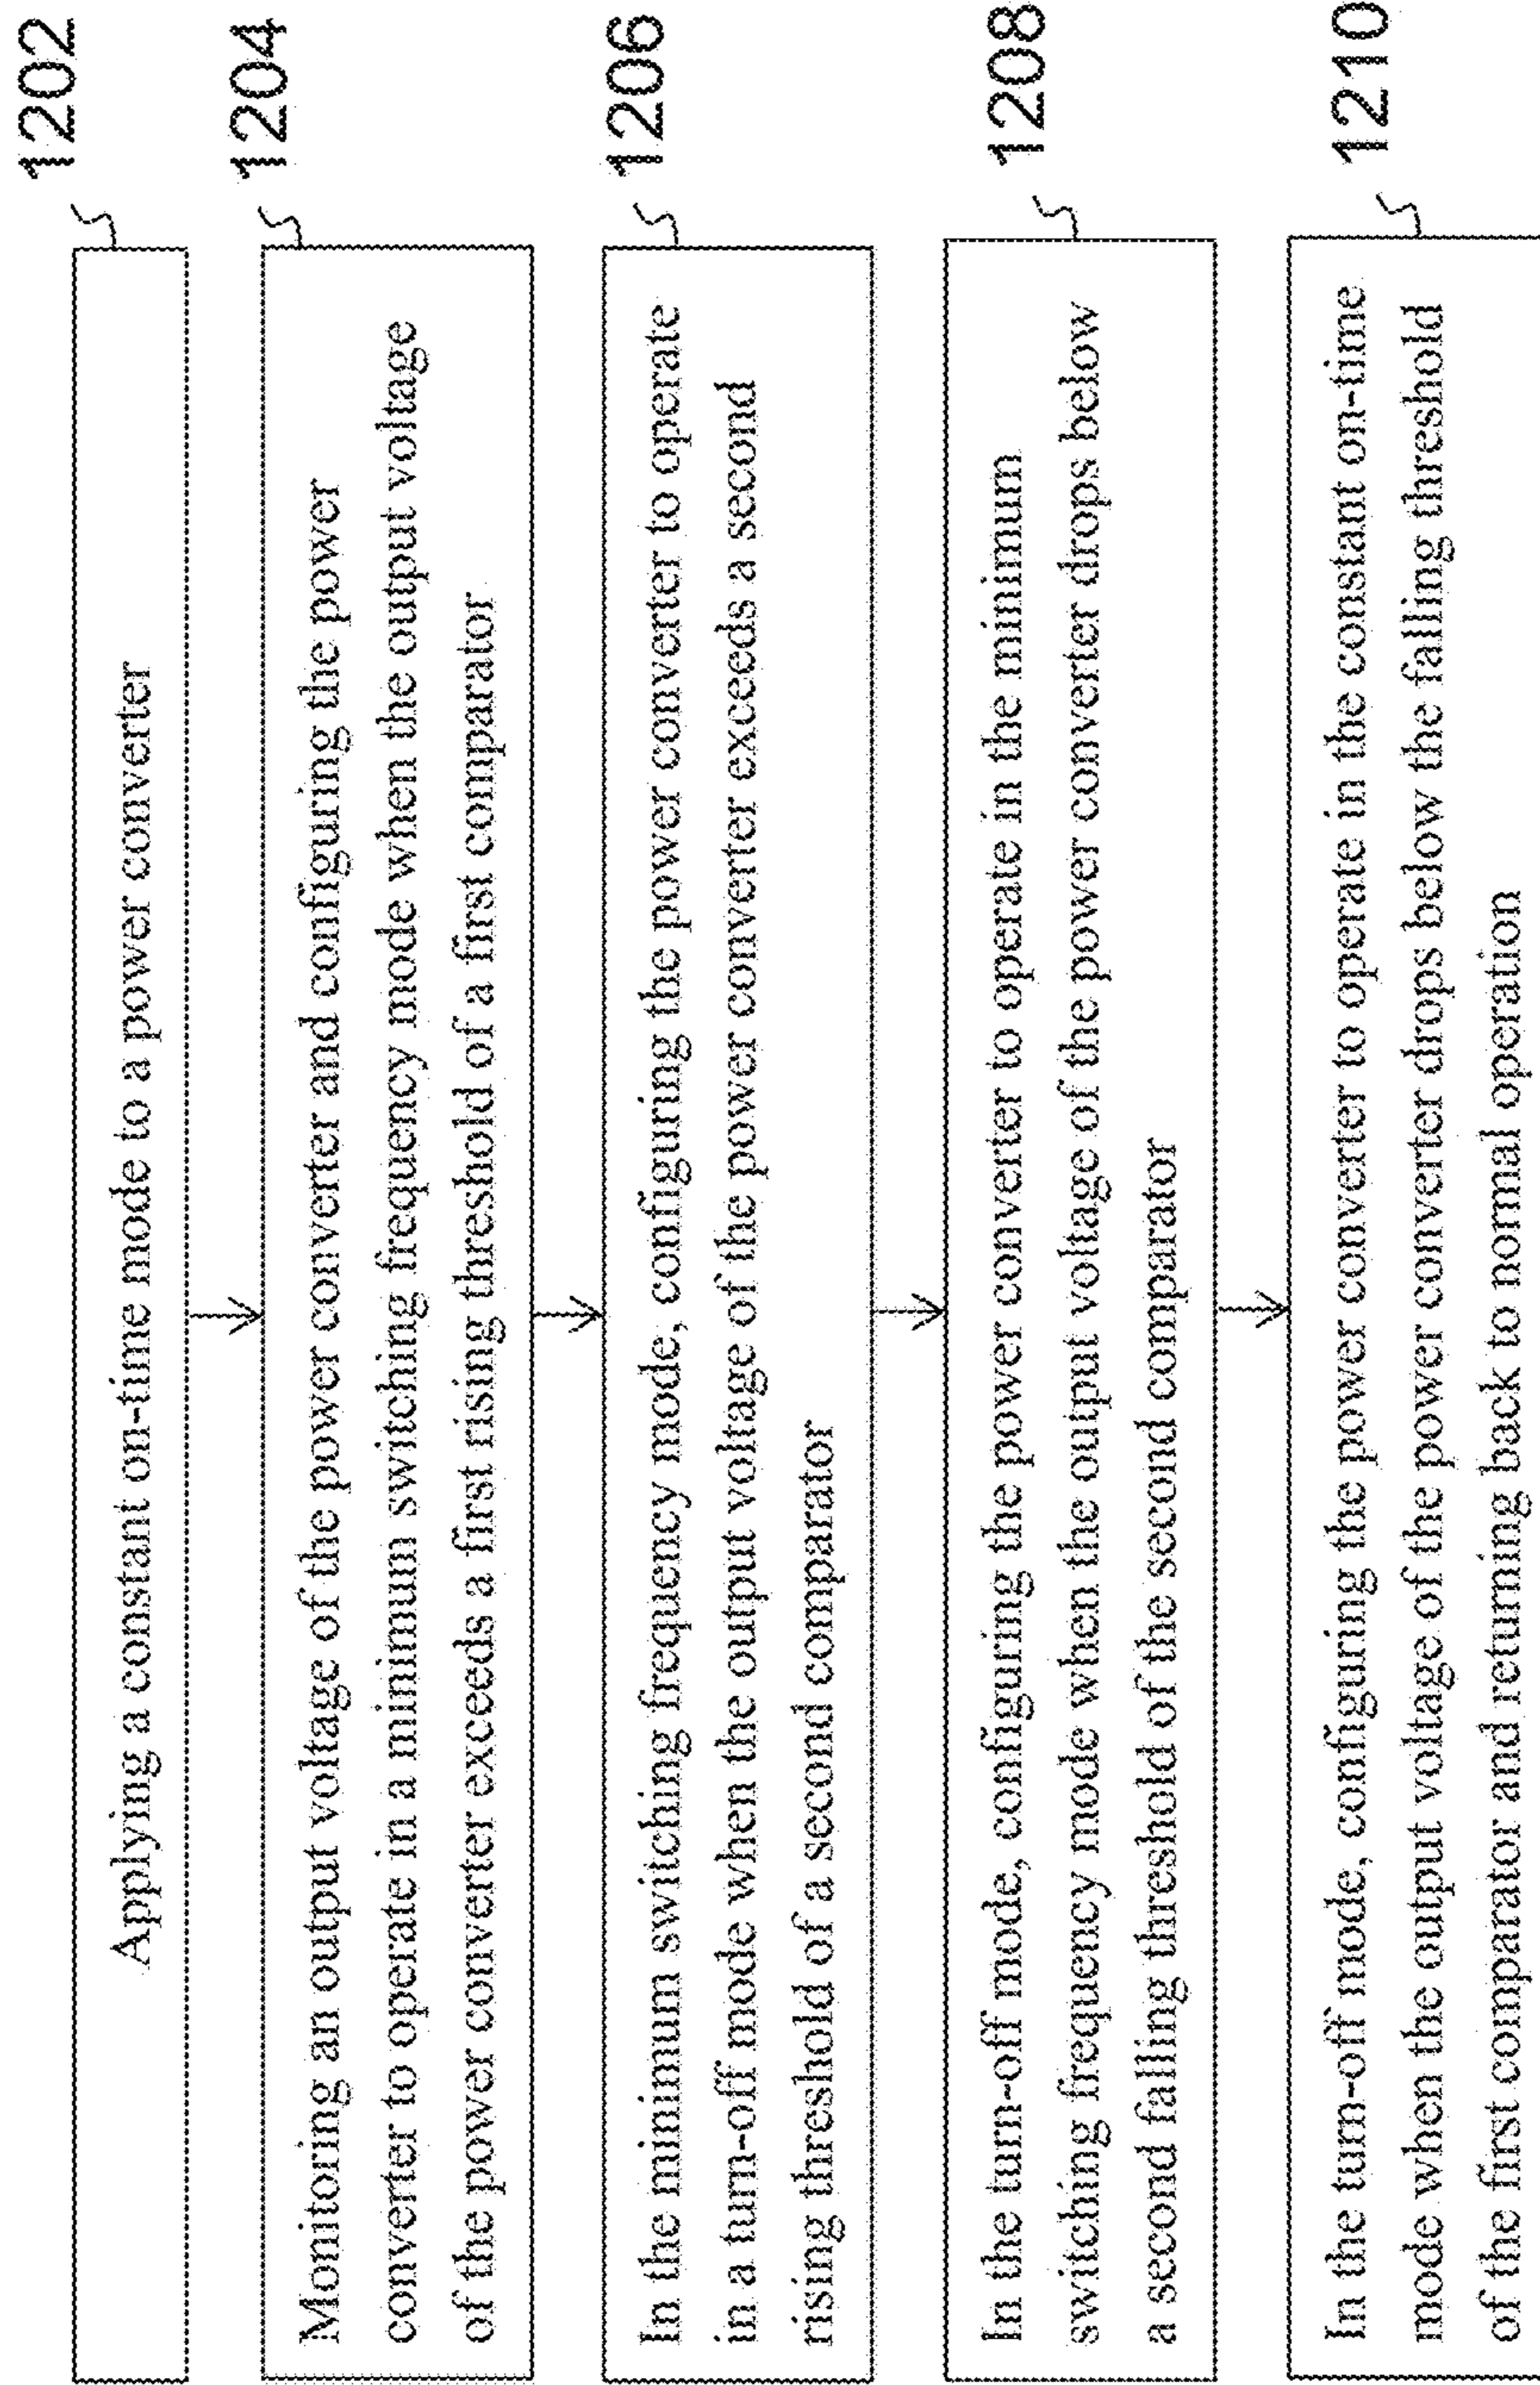 1202
Applying a constant on-time mode to a power converter
1204
Monitoring an output voltage of the power converter and configuring the power
converter to operate in a minimum switching frequency mode when the output voltage
of the power converter exceeds a first rising threshold of a first comparator
1206
In the minimum switching frequency mode, configuring the power converter to operate
in a turn-off mode when the output voltage of the power converter exceeds a second
rising threshold of a second comparator
1208
In the turn-off mode, configuring the power converter to operate in the minimum
switching frequency mode when the output voltage of the power converter drops below
a second falling threshold of the second comparator
1210
In the turn-off mode, configuring the power converter to operate in the constant on-time
mode when the output voltage of the power converter drops below the falling threshold
of the first comparator and returning back to normal operation